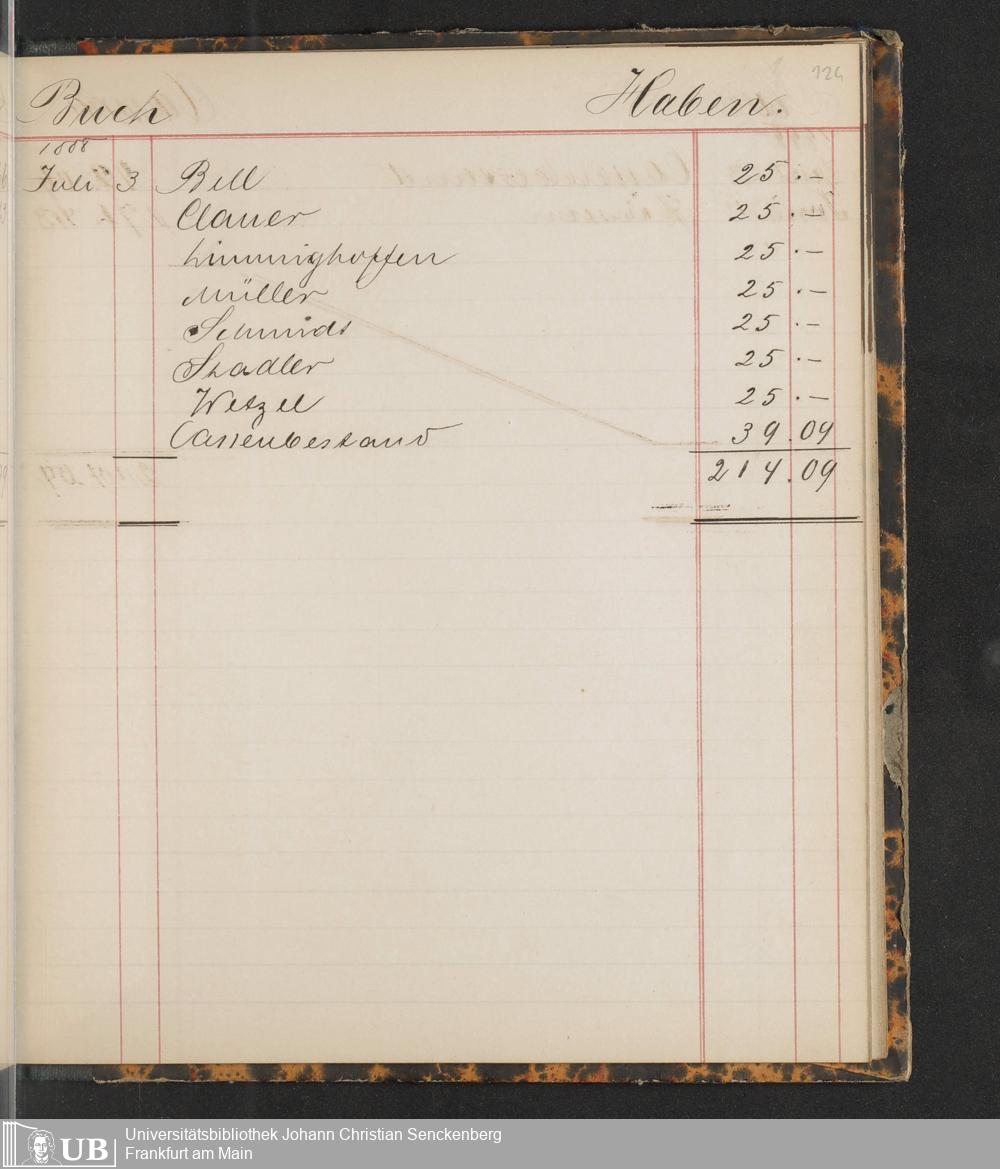 124
Buch Haben.
1888
Juli 3 Bell 25.–
Clauer 25.–
Limmighoffen 25.–
Müller 25.–
Schmidt 25.–
Stadler 25.–
Wetzel 25.–
Cassenbestand 39.09
214.09
UB
Universitätsbibliothek Johann Christian Senckenberg
Frankfurt am Main